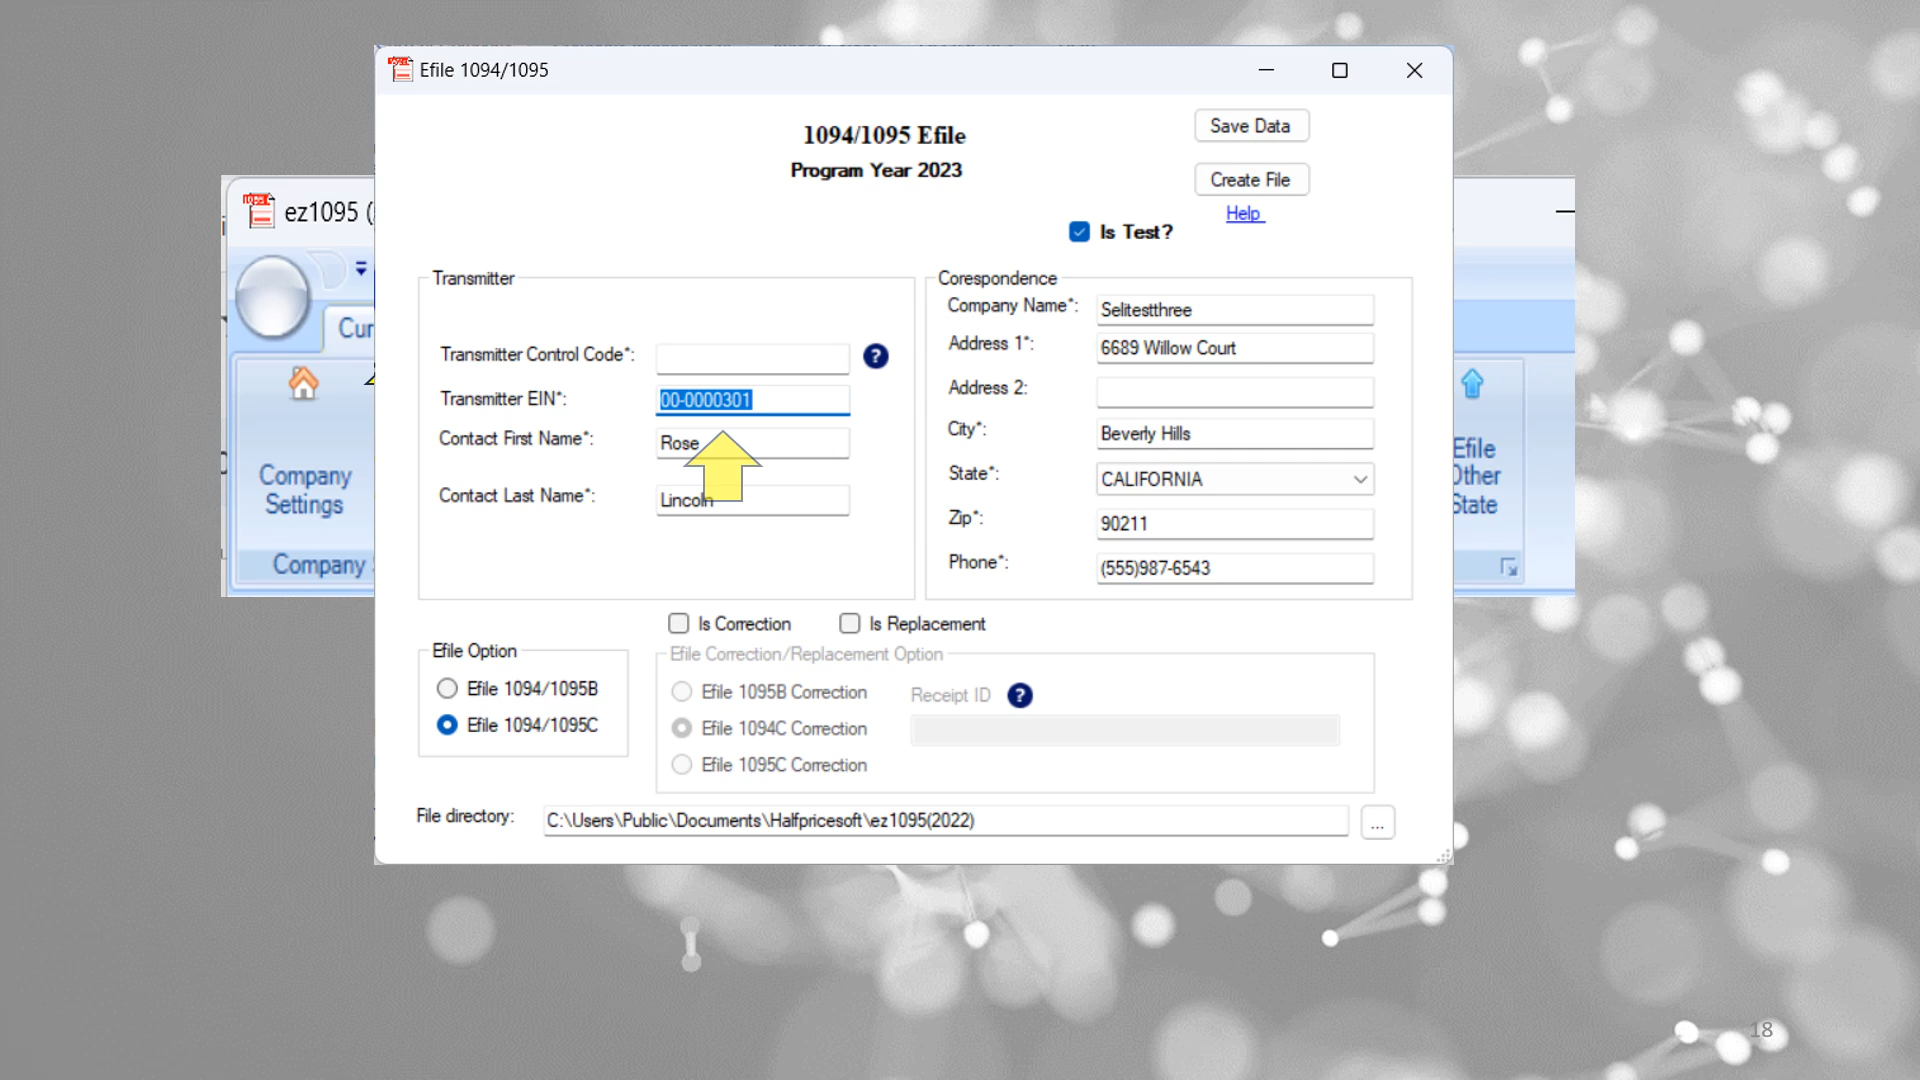 Efile 1094/1095
1094/1095 Efile
Program Year 2023
Save Data
Create File
Help
Is Test?
ez1095 (
Cur
Company
Settings
Company
Transmitter
Transmitter Control Code*:
?
Transmitter EIN*:
00-0000301
Contact First Name*:
Rose
Contact Last Name*:
Lincoln
Corespondence
Company Name*:
Selitestthree
Address 1*:
6689 Willow Court
Address 2:
City*:
Beverly Hills
State*:
CALIFORNIA
Zip*:
90211
Phone*:
(555)987-6543
Efile
Other
State
Is Correction
Is Replacement
Efile Option
Efile 1094/1095B
Efile 1094/1095C
Efile Correction/Replacement Option
Efile 1095B Correction
Efile 1094C Correction
Efile 1095C Correction
Receipt ID
?
File directory:
C:\Users\Public\Documents\Halfpricesoft\ez1095(2022)
...
18